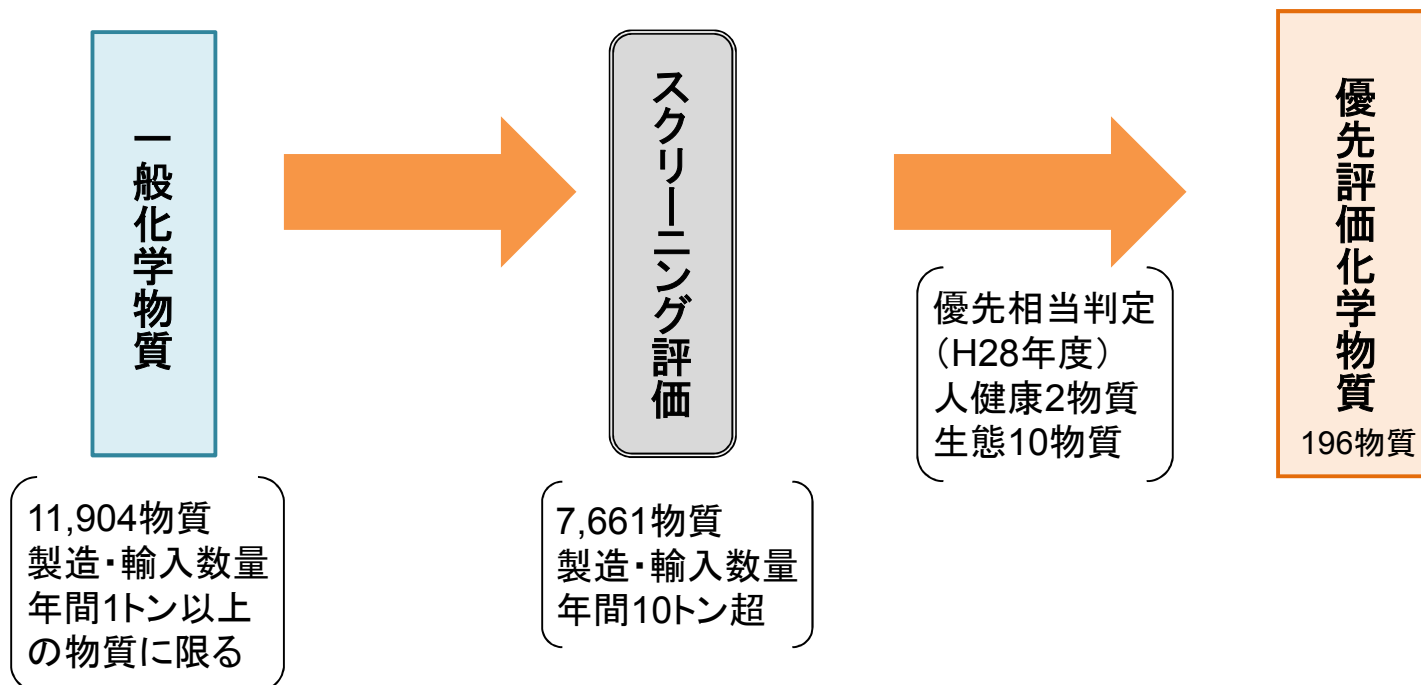 一般化学物質
11,904物質
製造・輸入数量
年間1トン以上
の物質に限る
スクリーニング評価
7,661物質
製造・輸入数量
年間10トン超
優先相当判定
(H28年度)
人健康2物質
生態10物質
優先評価化学物質
196物質